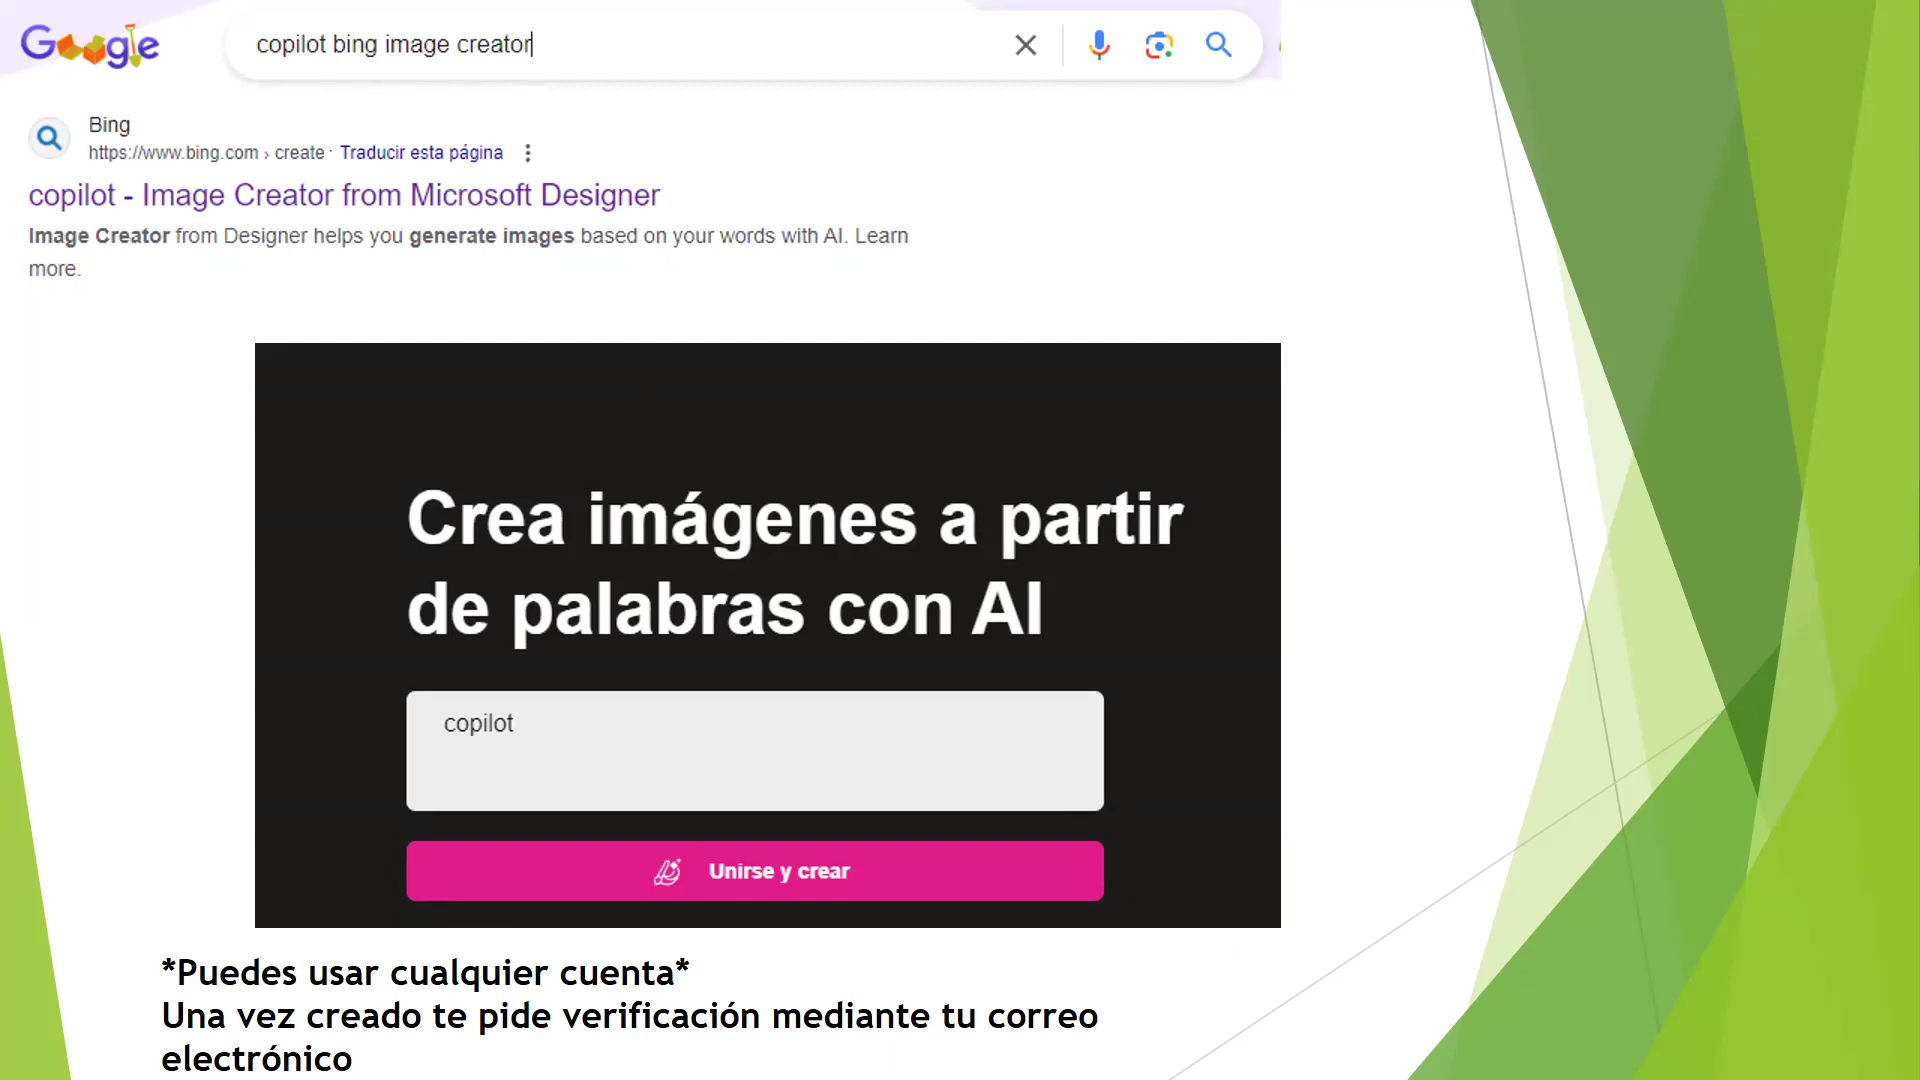 Google
copilot bing image creator
Bing
https://www.bing.com › create · Traducir esta página
copilot - Image Creator from Microsoft Designer
Image Creator from Designer helps you generate images based on your words with AI. Learn
more.
Crea imágenes a partir
de palabras con AI
copilot
Unirse y crear
*Puedes usar cualquier cuenta*
Una vez creado te pide verificación mediante tu correo
electrónico